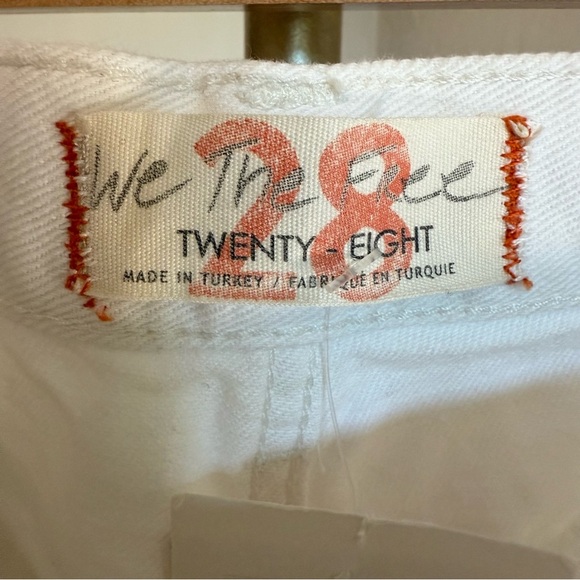 28
We The Free
TWENTY - EIGHT
MADE IN TURKEY / FABRIQUE EN TURQUIE